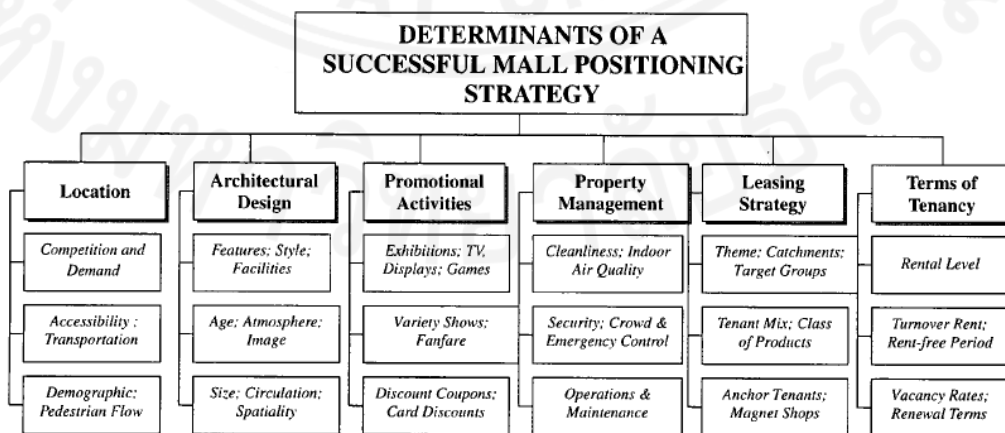 DETERMINANTS OF A
SUCCESSFUL MALL POSITIONING
STRATEGY
Location
Competition and
Demand
Accessibility ;
Transportation
Demographic;
Pedestrian Flow
Architectural
Design
Features; Style;
Facilities
Age; Atmosphere;
Image
Size; Circulation;
Spatiality
Promotional
Activities
Exhibitions; TV,
Displays; Games
Variety Shows;
Fanfare
Discount Coupons;
Card Discounts
Property
Management
Cleanliness; Indoor
Air Quality
Security; Crowd &
Emergency Control
Operations &
Maintenance
Leasing
Strategy
Theme; Catchments;
Target Groups
Tenant Mix; Class
of Products
Anchor Tenants;
Magnet Shops
Terms of
Tenancy
Rental Level
Turnover Rent;
Rent-free Period
Vacancy Rates;
Renewal Terms